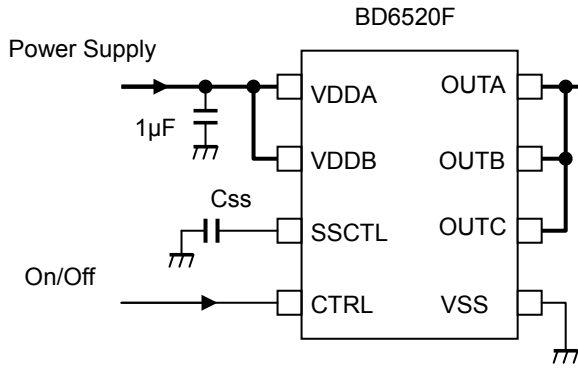 BD6520F
Power Supply
VDDA
OUTA
1µF
VDDB
OUTB
Css
SSCTL
OUTC
On/Off
CTRL
VSS